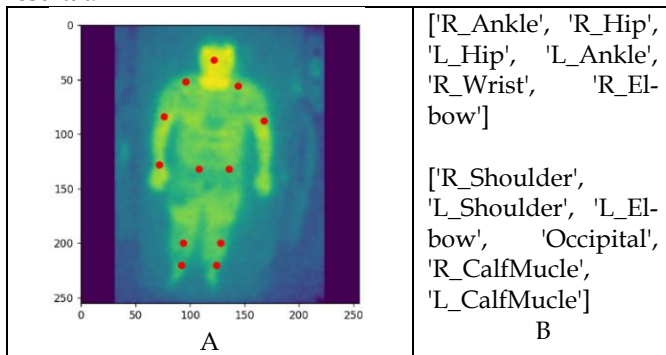 0
50
100
150
200
250
0 50 100 150 200 250
A
['R_Ankle', 'R_Hip',
'L_Hip', 'L_Ankle',
'R_Wrist', 'R_El-
bow']
['R_Shoulder',
'L_Shoulder', 'L_El-
bow', 'Occipital',
'R_CalfMucle',
'L_CalfMucle']
B